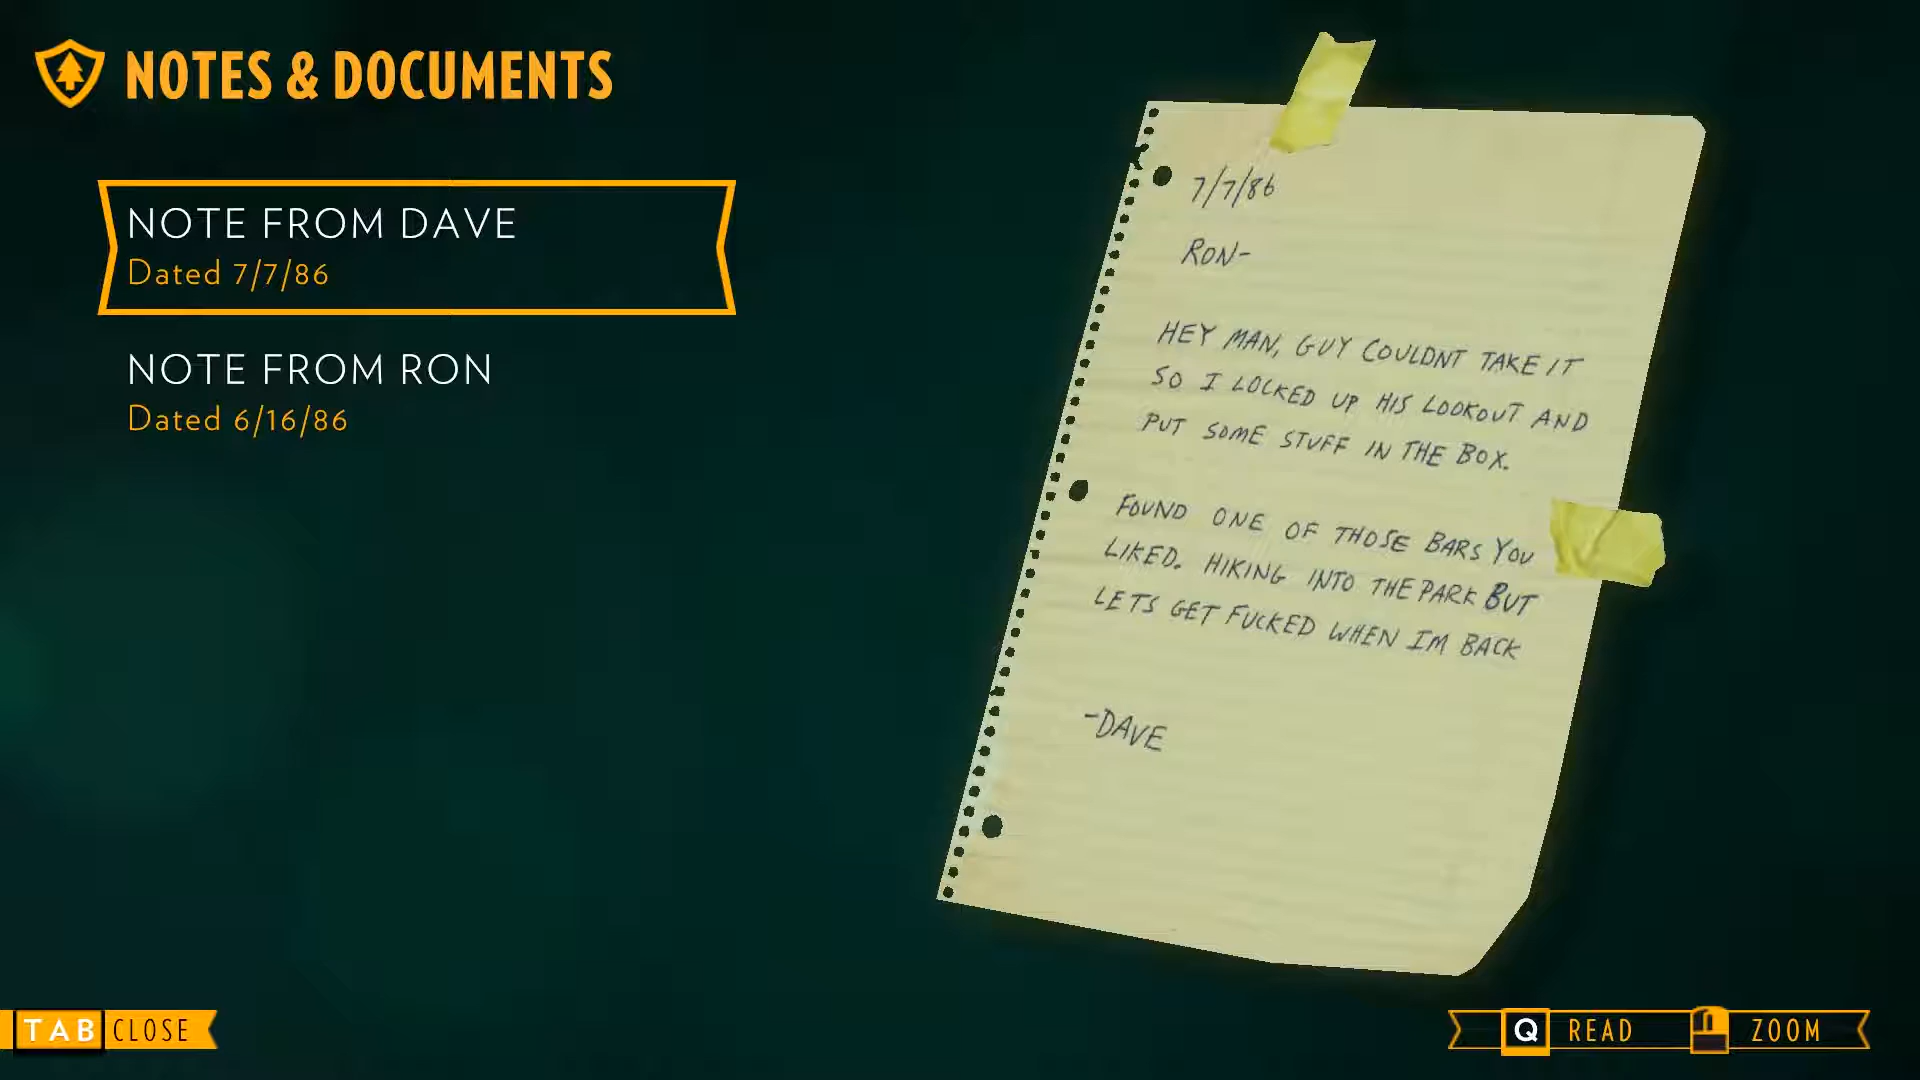 NOTES & DOCUMENTS
NOTE FROM DAVE
Dated 7/7/86
NOTE FROM RON
Dated 6/16/86
7/7/86
RON-
HEY MAN, GUY COULDNT TAKE IT
SO I LOCKED UP HIS LOOKOUT AND
PUT SOME STUFF IN THE BOX.
FOUND ONE OF THOSE BARS YOU
LIKED. HIKING INTO THE PARK BUT
LETS GET FUCKED WHEN IM BACK
-DAVE
TAB CLOSE
Q READ ZOOM